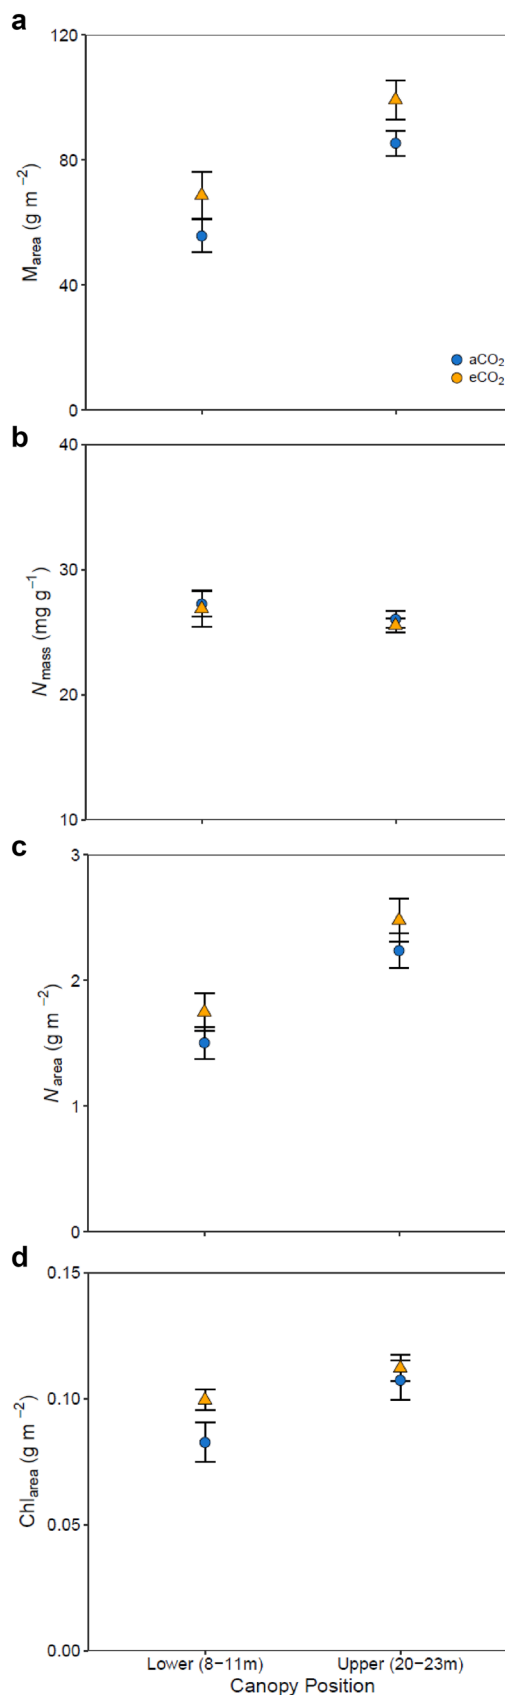 a
120
80
40
0
Marea (g m −2)
aCO2
eCO2
b
40
30
20
10
Nmass (mg g−1)
c
3
2
1
0
Narea (g m −2)
d
0.15
0.10
0.05
0.00
Chlarea (g m −2)
Lower (8−11m) Upper (20−23m)
Canopy Position